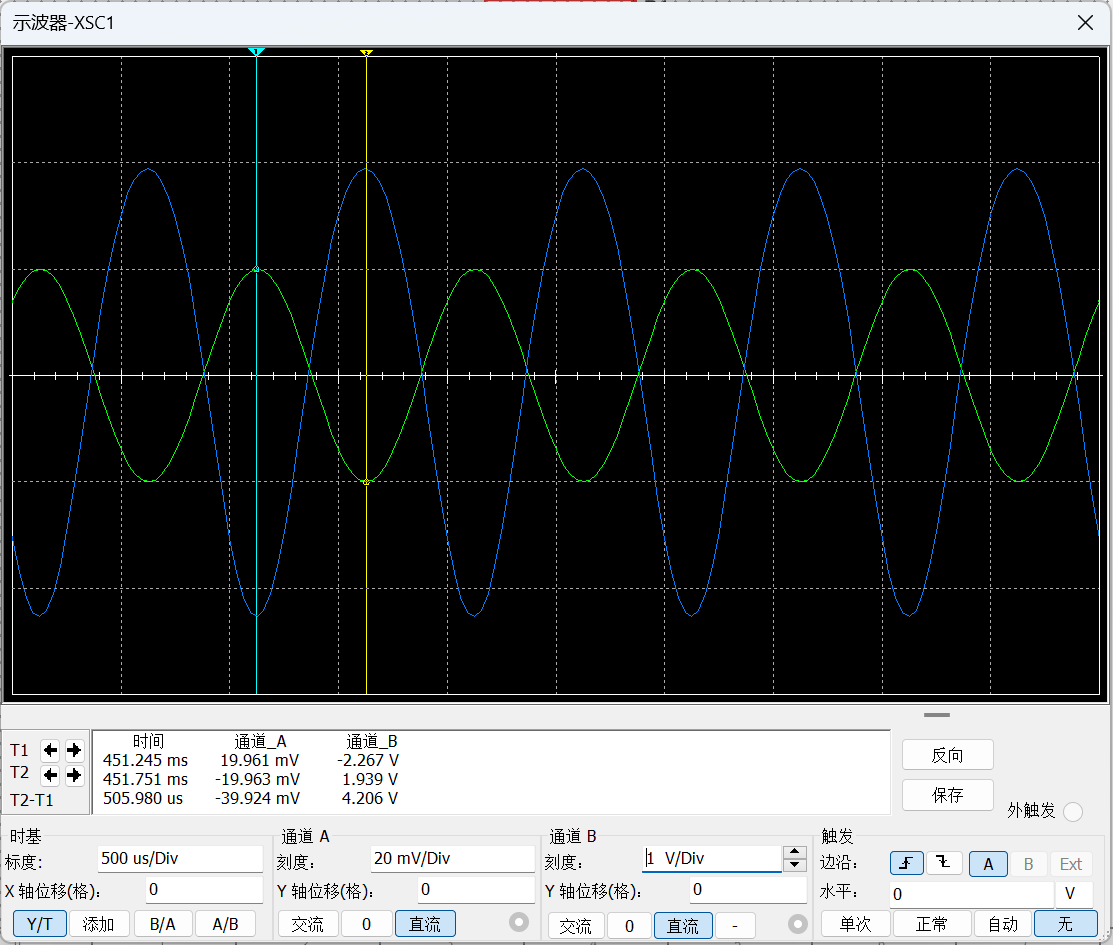 示波器-XSC1
1
2
时间 通道_A 通道_B
T1 451.245 ms 19.961 mV -2.267 V
T2 451.751 ms -19.963 mV 1.939 V
T2-T1 505.980 us -39.924 mV 4.206 V
反向
保存
外触发
时基
标度: 500 us/Div
X 轴位移(格): 0
Y/T 添加 B/A A/B
通道 A
刻度: 20 mV/Div
Y 轴位移(格): 0
交流 0 直流
通道 B
刻度: 1 V/Div
Y 轴位移(格): 0
交流 0 直流 -
触发
边沿: A B Ext
水平: 0 V
单次 正常 自动 无